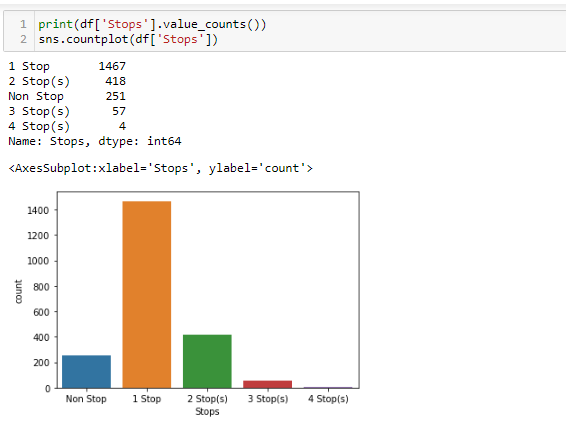 1 print(df['Stops'].value_counts())
2 sns.countplot(df['Stops'])
1 Stop 1467
2 Stop(s) 418
Non Stop 251
3 Stop(s) 57
4 Stop(s) 4
Name: Stops, dtype: int64
<AxesSubplot:xlabel='Stops', ylabel='count'>
1400
1200
1000
800
600
400
200
0
count
Non Stop 1 Stop 2 Stop(s) 3 Stop(s) 4 Stop(s)
Stops